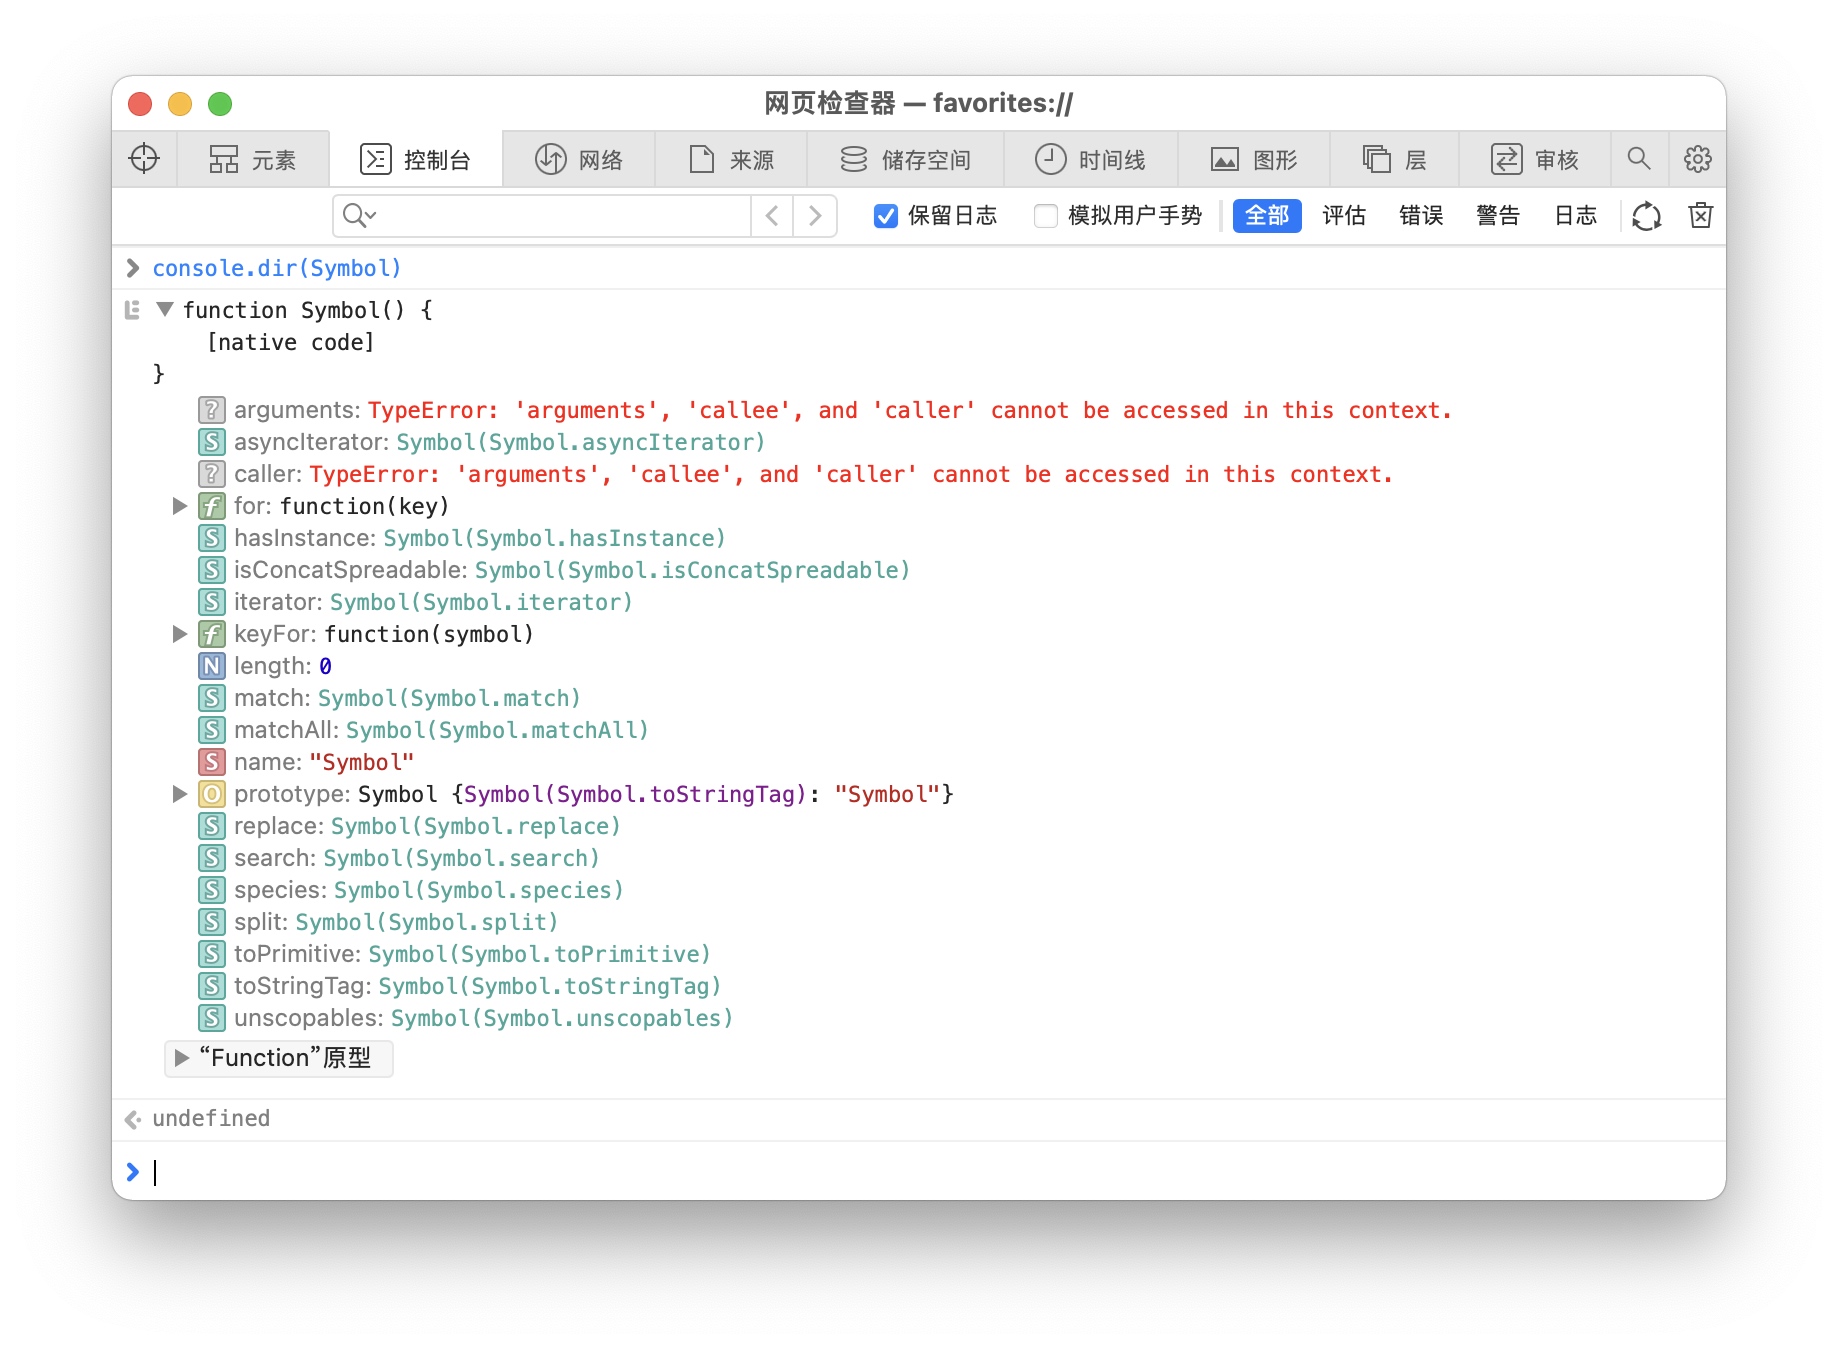 网页检查器 — favorites://
元素 控制台 网络 来源 储存空间 时间线 图形 层 审核
保留日志 模拟用户手势 全部 评估 错误 警告 日志
console.dir(Symbol)
function Symbol() {
[native code]
}
? arguments: TypeError: 'arguments', 'callee', and 'caller' cannot be accessed in this context.
S asyncIterator: Symbol(Symbol.asyncIterator)
? caller: TypeError: 'arguments', 'callee', and 'caller' cannot be accessed in this context.
f for: function(key)
S hasInstance: Symbol(Symbol.hasInstance)
S isConcatSpreadable: Symbol(Symbol.isConcatSpreadable)
S iterator: Symbol(Symbol.iterator)
f keyFor: function(symbol)
N length: 0
S match: Symbol(Symbol.match)
S matchAll: Symbol(Symbol.matchAll)
S name: "Symbol"
O prototype: Symbol {Symbol(Symbol.toStringTag): "Symbol"}
S replace: Symbol(Symbol.replace)
S search: Symbol(Symbol.search)
S species: Symbol(Symbol.species)
S split: Symbol(Symbol.split)
S toPrimitive: Symbol(Symbol.toPrimitive)
S toStringTag: Symbol(Symbol.toStringTag)
S unscopables: Symbol(Symbol.unscopables)
“Function”原型
undefined